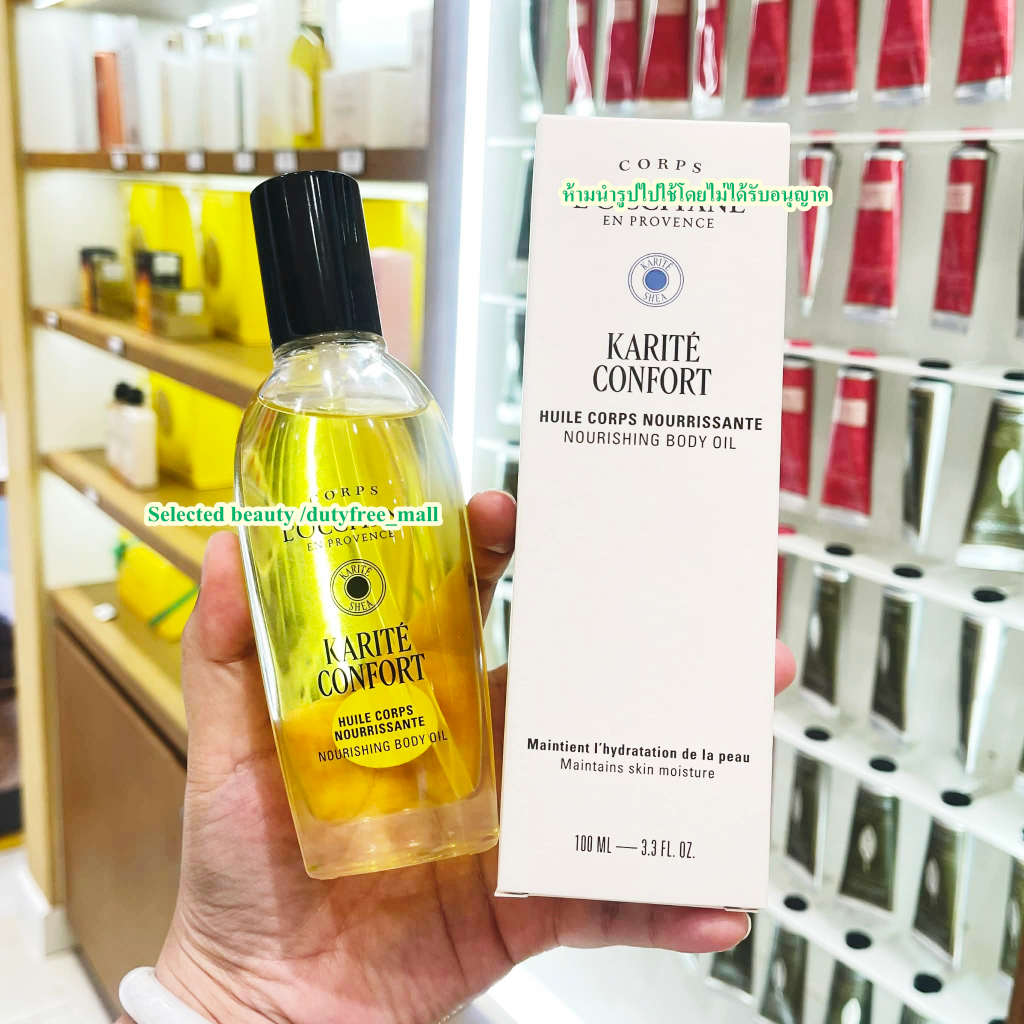 CORPS
L'OCCITANE
EN PROVENCE
KARITÉ
SHEA
KARITÉ
CONFORT
HUILE CORPS NOURRISSANTE
NOURISHING BODY OIL
Maintient l'hydratation de la peau
Maintains skin moisture
100 ML — 3.3 FL. OZ.
ห้ามนำรูปไปใช้โดยไม่ได้รับอนุญาต
CORPS
L'OCCITANE
EN PROVENCE
KARITÉ
SHEA
KARITÉ
CONFORT
HUILE CORPS
NOURRISSANTE
NOURISHING BODY OIL
Selected beauty /dutyfree_mall